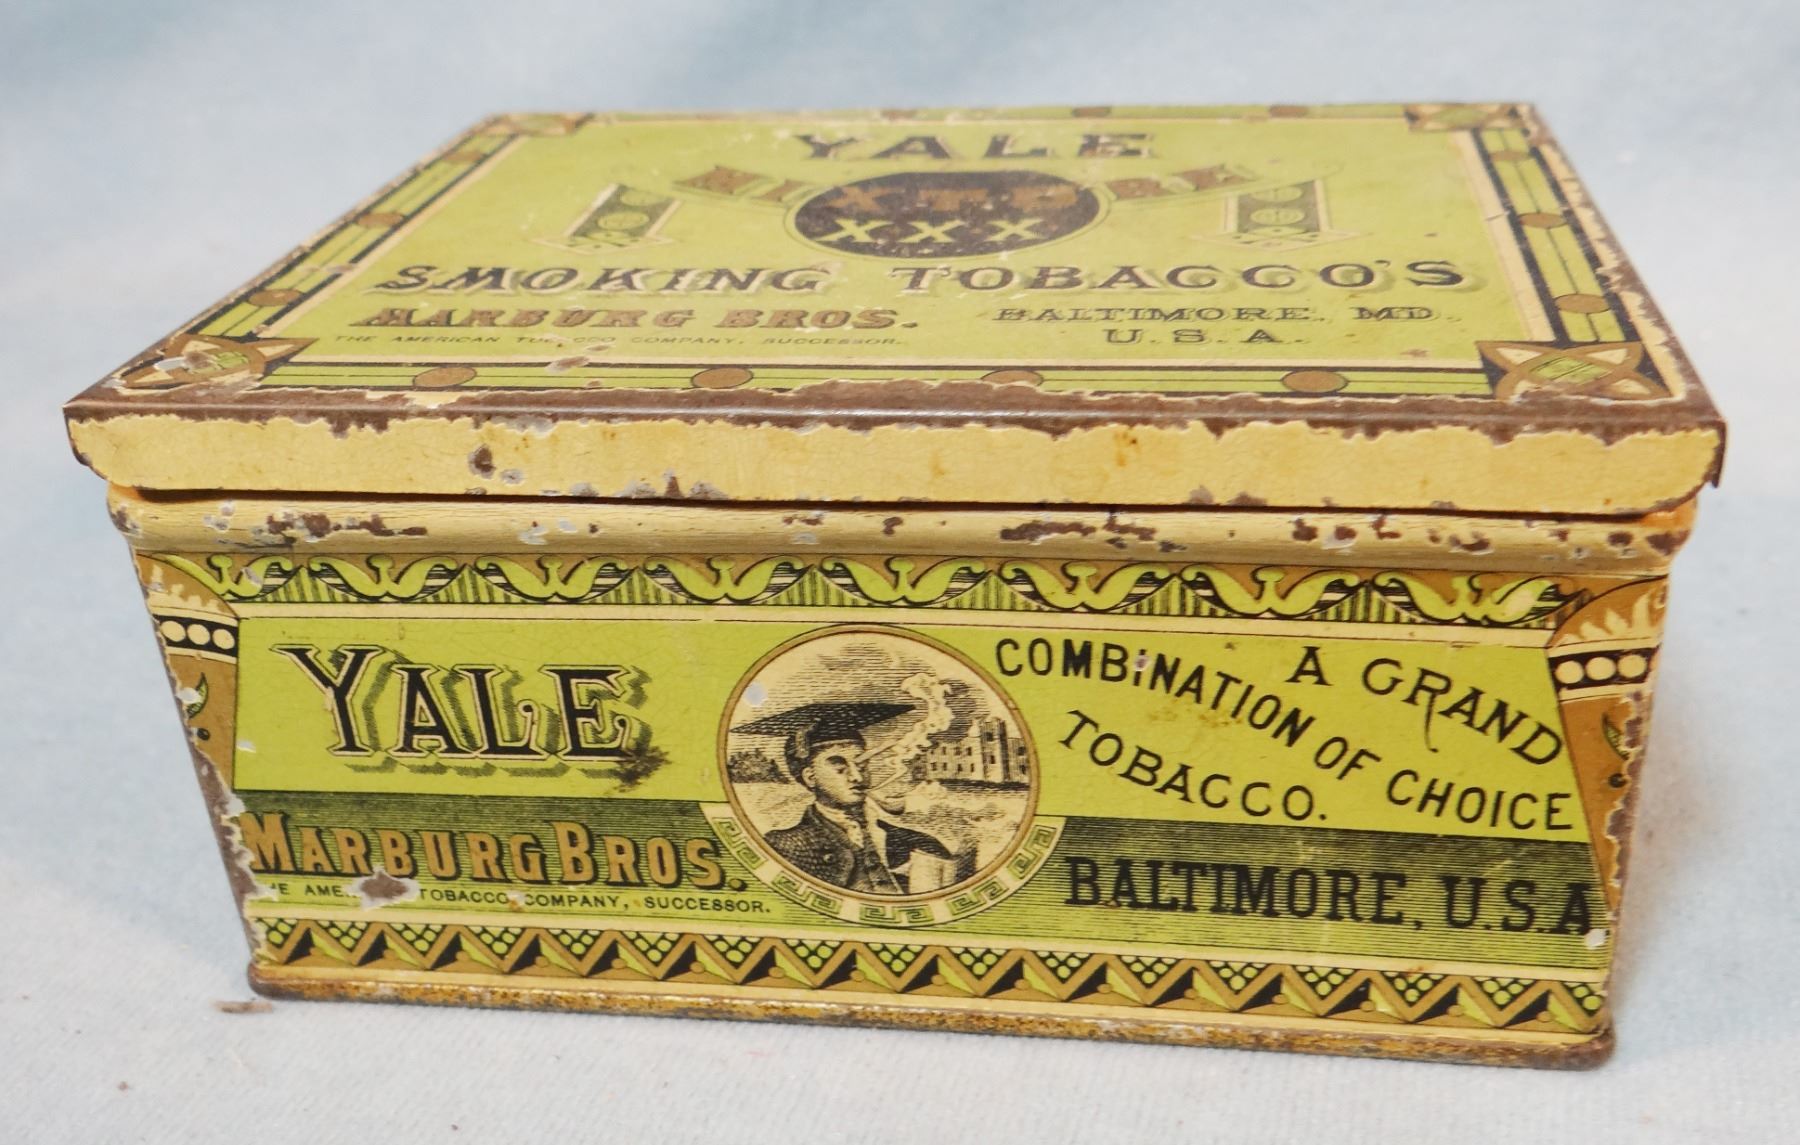 YALE
MIXTURE
XXX
SMOKING TOBACCO'S
MARBURG BROS. BALTIMORE, MD.
THE AMERICAN TOBACCO COMPANY, SUCCESSOR. U.S.A.
YALE
A GRAND
COMBINATION OF CHOICE
TOBACCO.
MARBURG BROS.
TOBACCO COMPANY, SUCCESSOR.
BALTIMORE, U.S.A